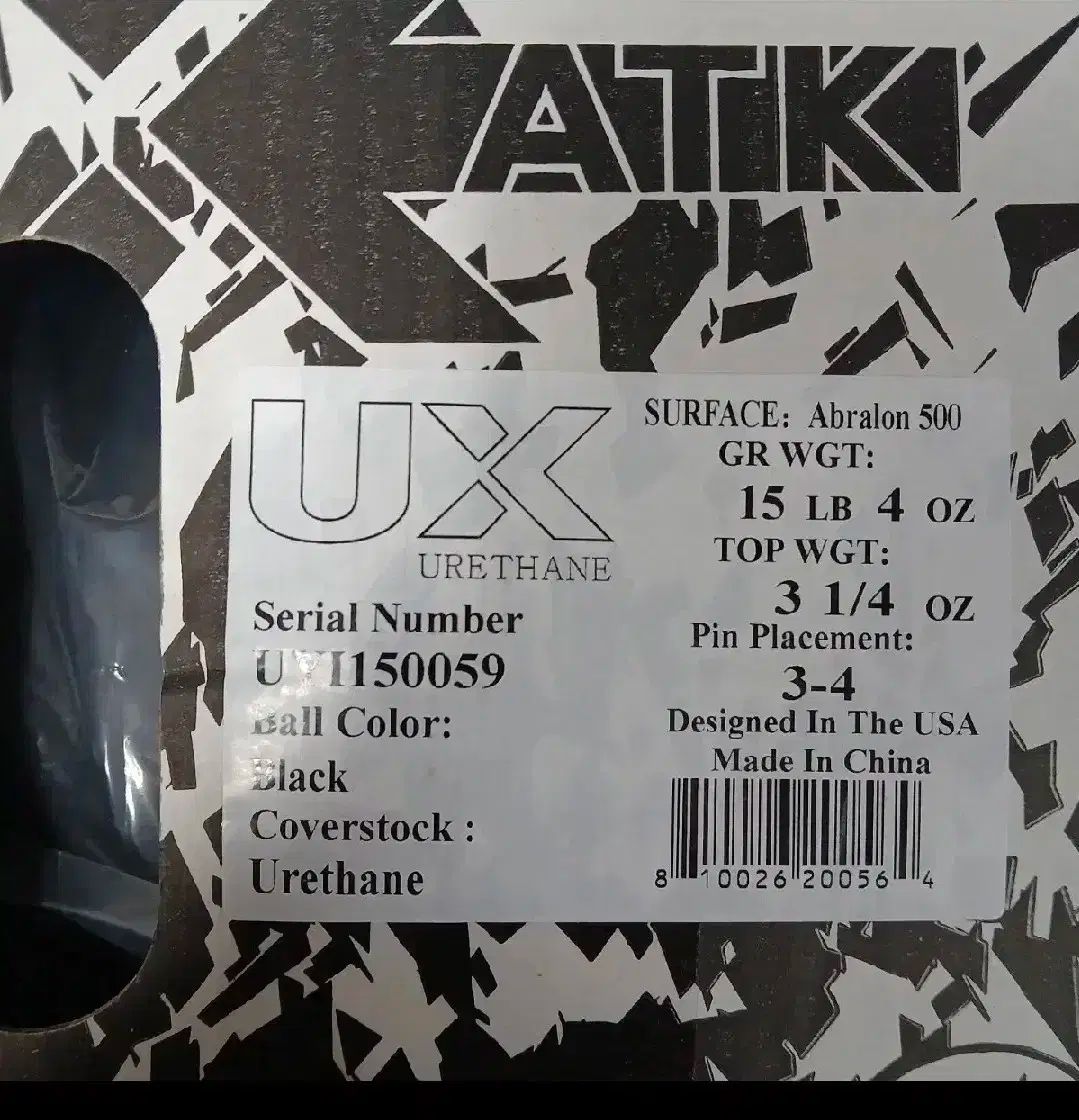 ATK
UX
URETHANE
Serial Number
Ball Color:
Black
Coverstock :
Urethane
SURFACE: Abralon 500
GR WGT:
15 LB 4 OZ
TOP WGT:
3 1/4 OZ
Pin Placement:
3-4
Designed In The USA
Made In China
8 10026 20056 4